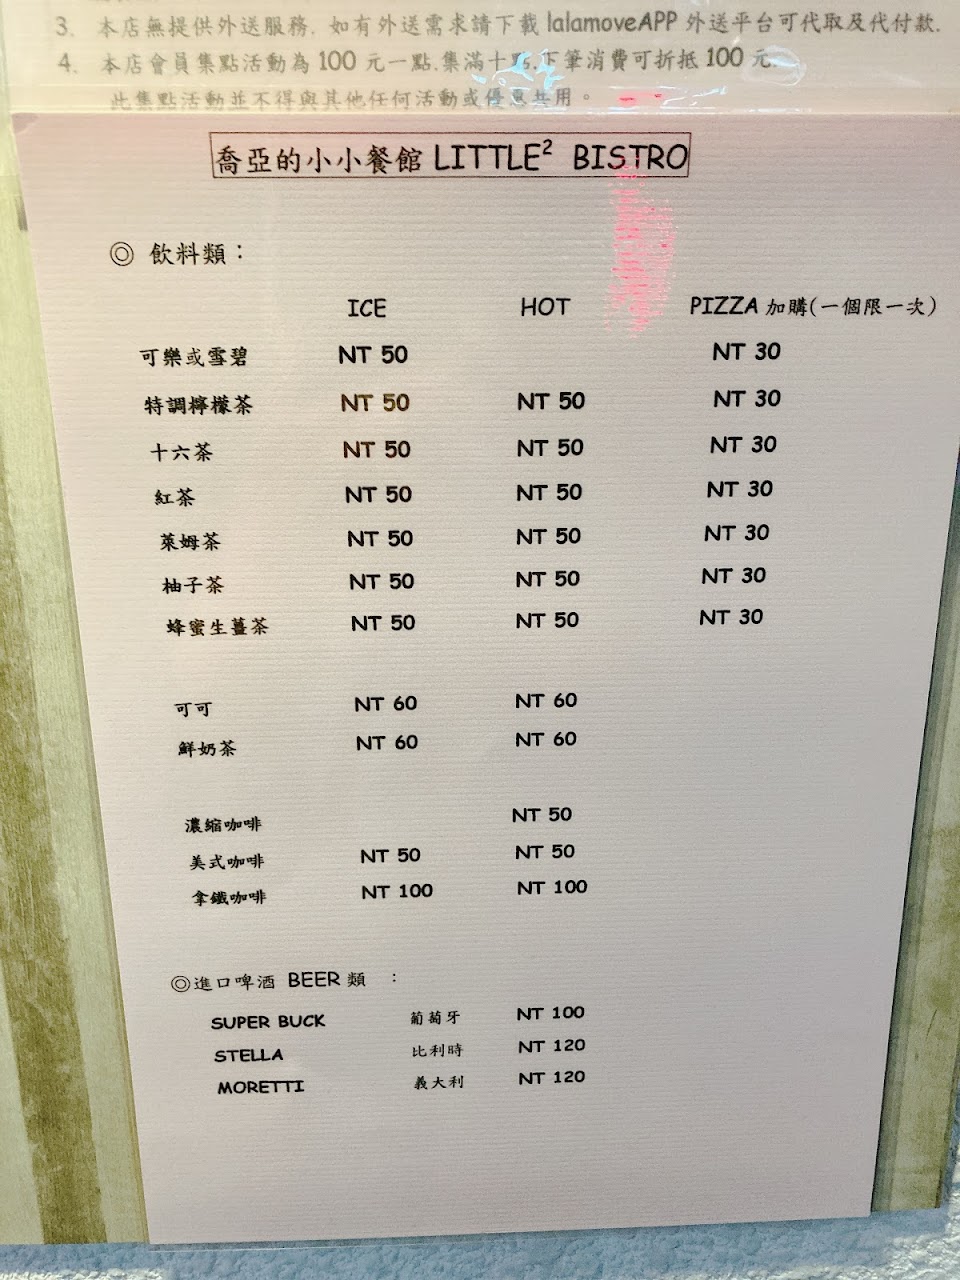 3. 本店無提供外送服務. 如有外送需求請下載 lalamoveAPP 外送平台可代取及代付款.
4. 本店會員集點活動為 100 元一點.集滿十點.下筆消費可折抵 100 元.
此集點活動並不得與其他任何活動或優惠共用。
喬亞的小小餐館 LITTLE² BISTRO
◎ 飲料類：
ICE HOT PIZZA 加購(一個限一次)
可樂或雪碧 NT 50 NT 30
特調檸檬茶 NT 50 NT 50 NT 30
十六茶 NT 50 NT 50 NT 30
紅茶 NT 50 NT 50 NT 30
萊姆茶 NT 50 NT 50 NT 30
柚子茶 NT 50 NT 50 NT 30
蜂蜜生薑茶 NT 50 NT 50 NT 30
可可 NT 60 NT 60
鮮奶茶 NT 60 NT 60
濃縮咖啡 NT 50
美式咖啡 NT 50 NT 50
拿鐵咖啡 NT 100 NT 100
◎進口啤酒 BEER 類 ：
SUPER BUCK 葡萄牙 NT 100
STELLA 比利時 NT 120
MORETTI 義大利 NT 120